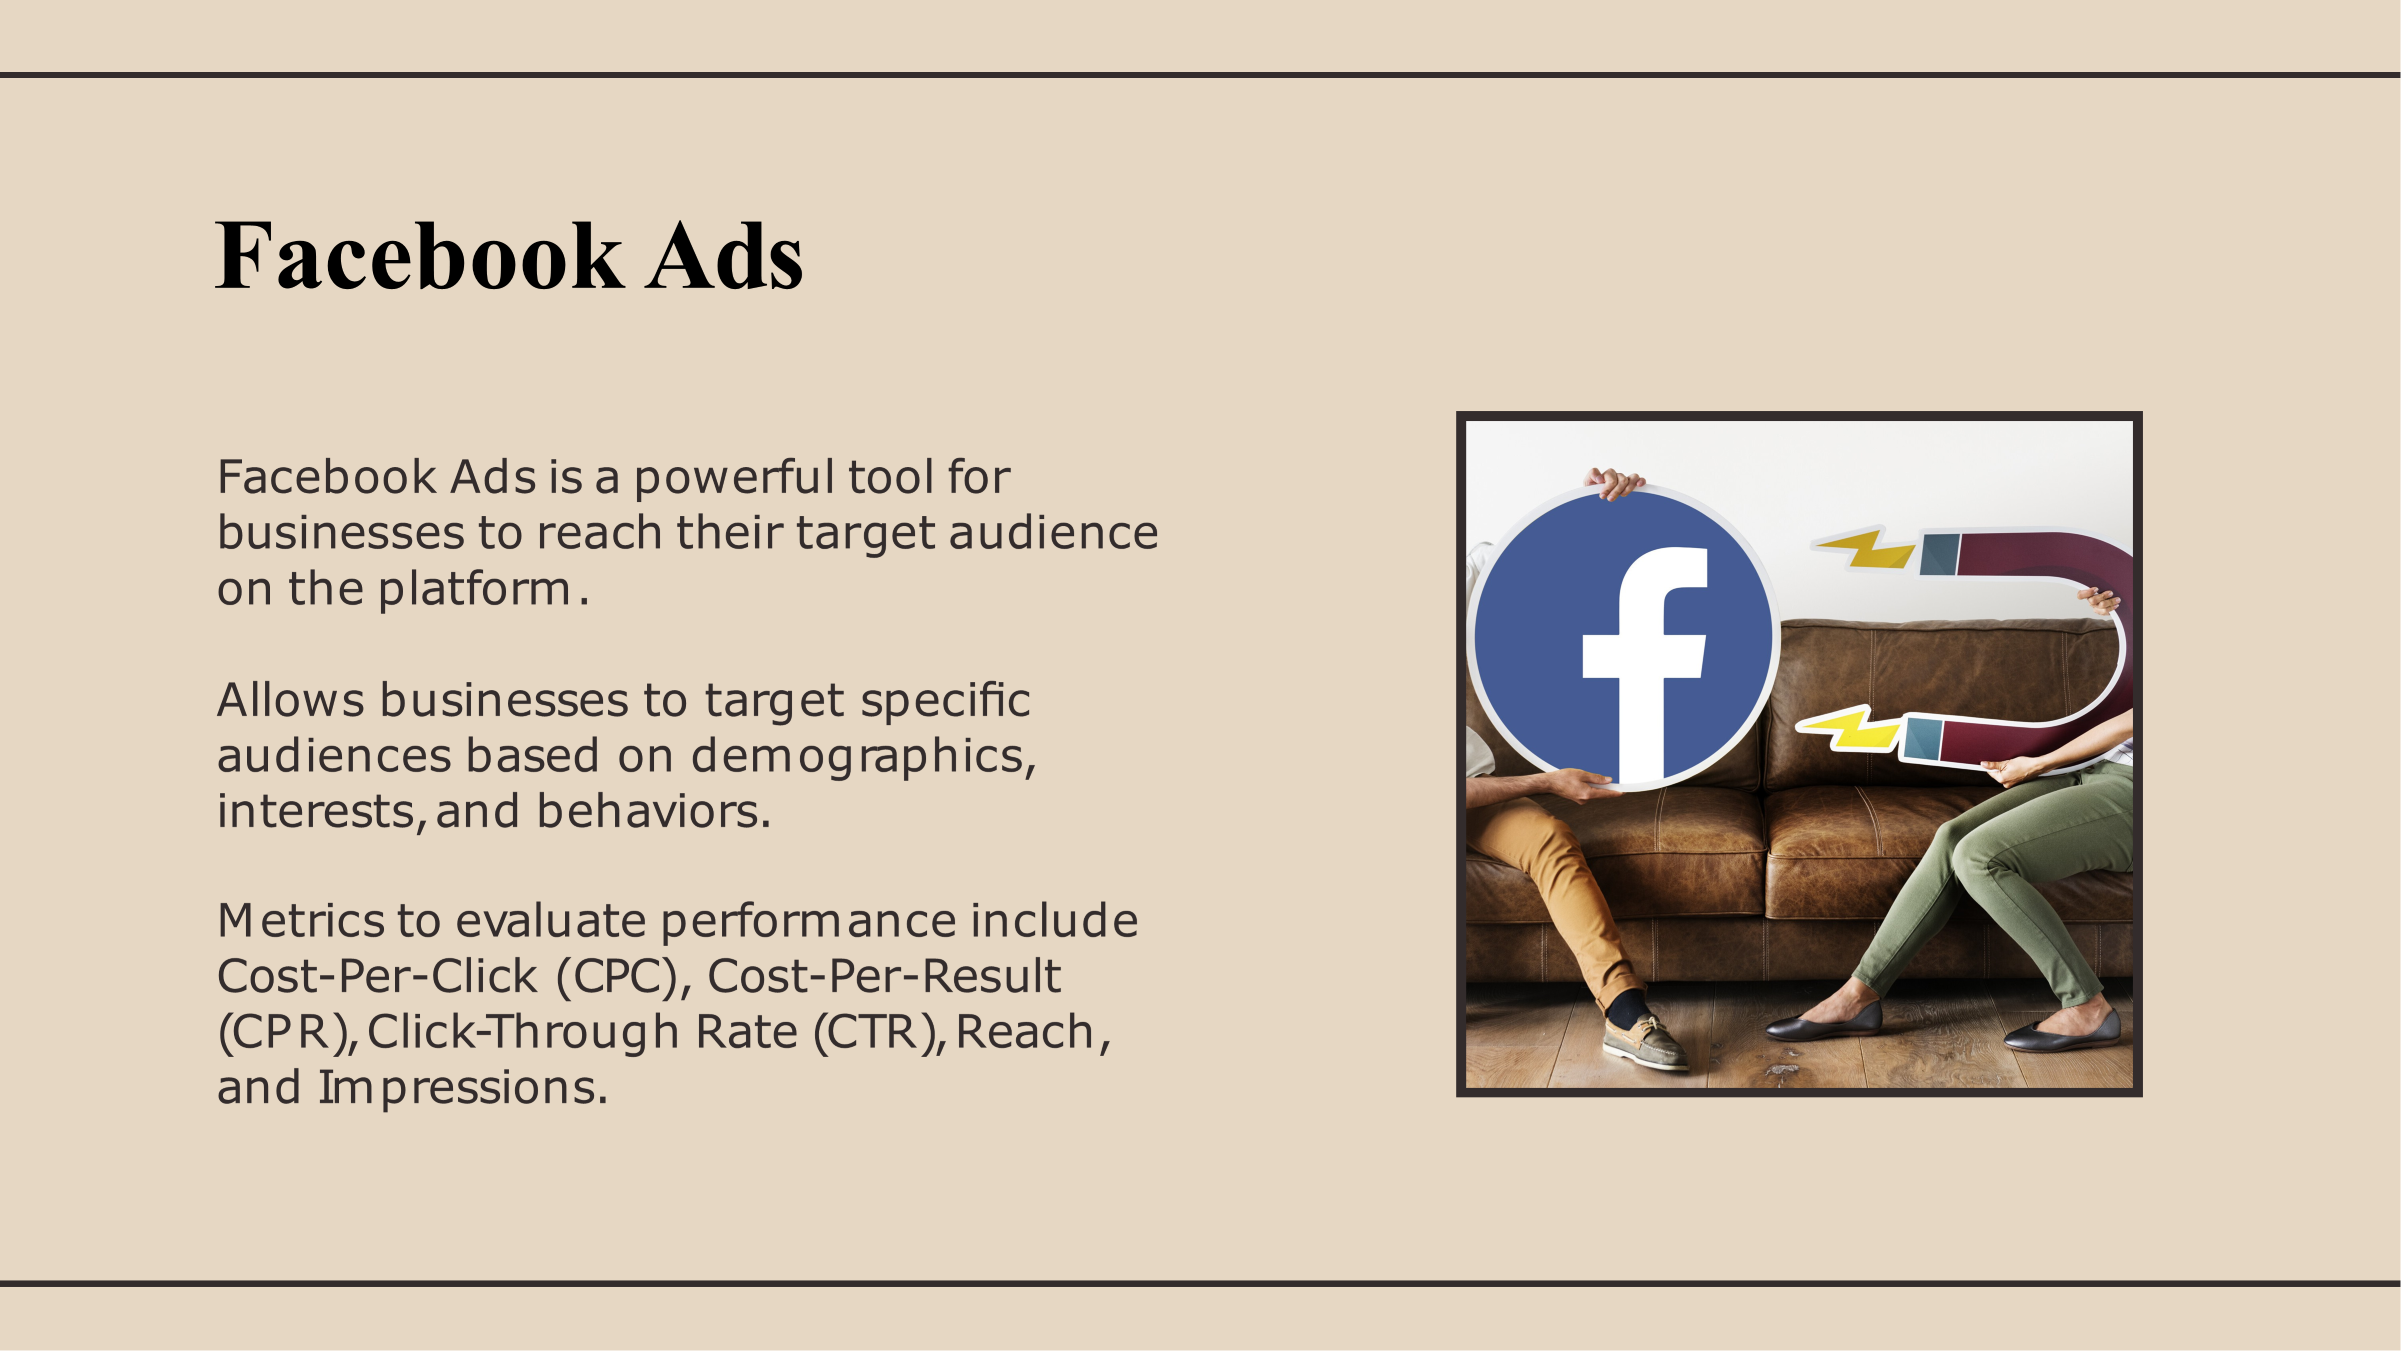 Facebook Ads
Facebook Ads is a powerful tool for
businesses to reach their target audience
on the platform.
Allows businesses to target specific
audiences based on demographics,
interests, and behaviors.
Metrics to evaluate performance include
Cost-Per-Click (CPC), Cost-Per-Result
(CPR), Click-Through Rate (CTR), Reach,
and Impressions.
f